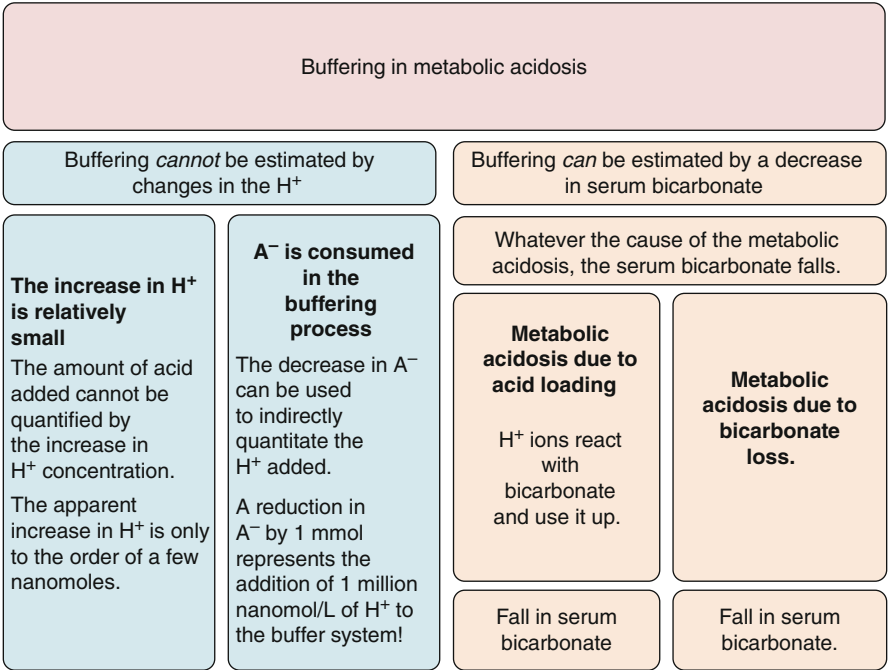 Buffering in metabolic acidosis
Buffering cannot be estimated by
changes in the H+
The increase in H+
is relatively
small
The amount of acid
added cannot be
quantified by
the increase in
H+ concentration.
The apparent
increase in H+ is only
to the order of a few
nanomoles.
A− is consumed
in the
buffering
process
The decrease in A−
can be used
to indirectly
quantitate the
H+ added.
A reduction in
A− by 1 mmol
represents the
addition of 1 million
nanomol/L of H+ to
the buffer system!
Buffering can be estimated by a decrease
in serum bicarbonate
Whatever the cause of the metabolic
acidosis, the serum bicarbonate falls.
Metabolic
acidosis due to
acid loading
H+ ions react
with
bicarbonate
and use it up.
Fall in serum
bicarbonate
Metabolic
acidosis due to
bicarbonate
loss.
Fall in serum
bicarbonate.